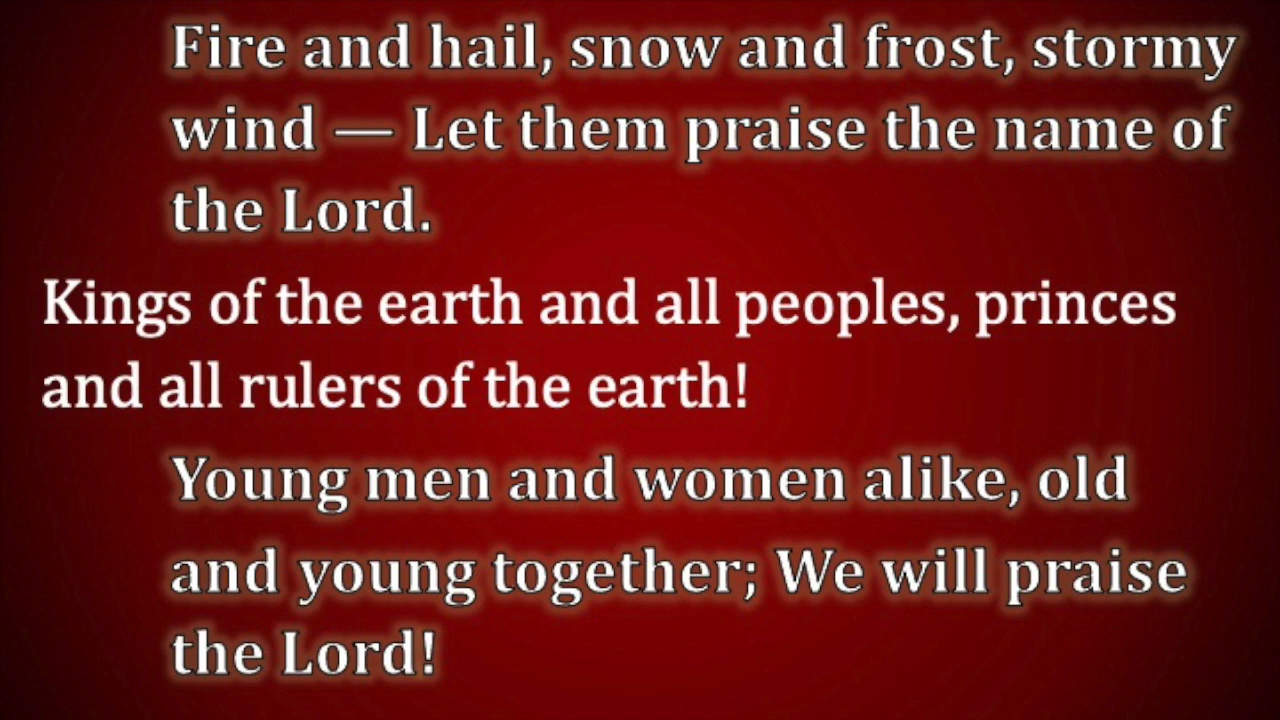 Fire and hail, snow and frost, stormy
wind — Let them praise the name of
the Lord.
Kings of the earth and all peoples, princes
and all rulers of the earth!
Young men and women alike, old
and young together; We will praise
the Lord!